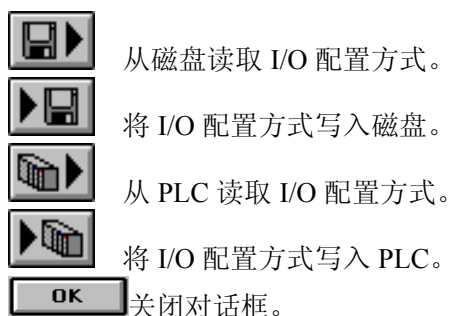 从磁盘读取 I/O 配置方式。
将 I/O 配置方式写入磁盘。
从 PLC 读取 I/O 配置方式。
将 I/O 配置方式写入 PLC。
OK 关闭对话框。